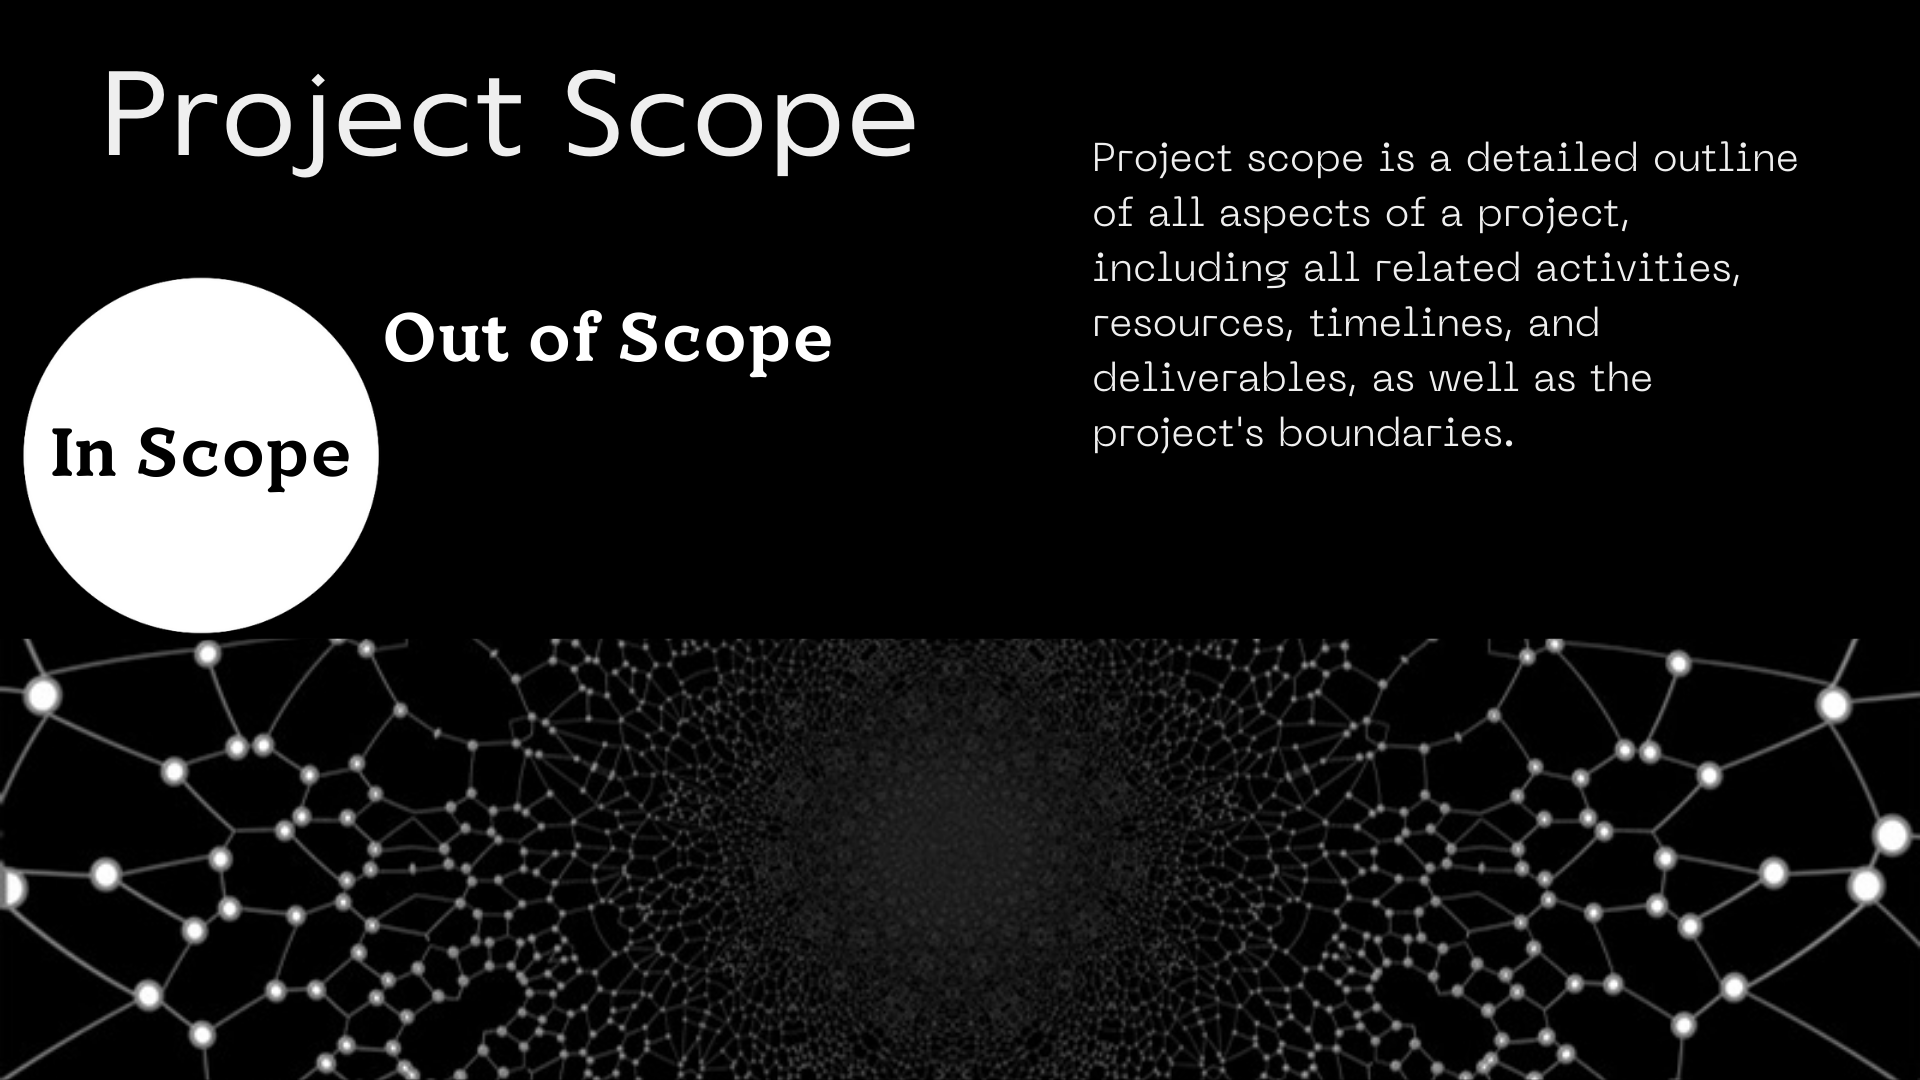 Project Scope
Out of Scope
In Scope
Project scope is a detailed outline
of all aspects of a project,
including all related activities,
resources, timelines, and
deliverables, as well as the
project's boundaries.